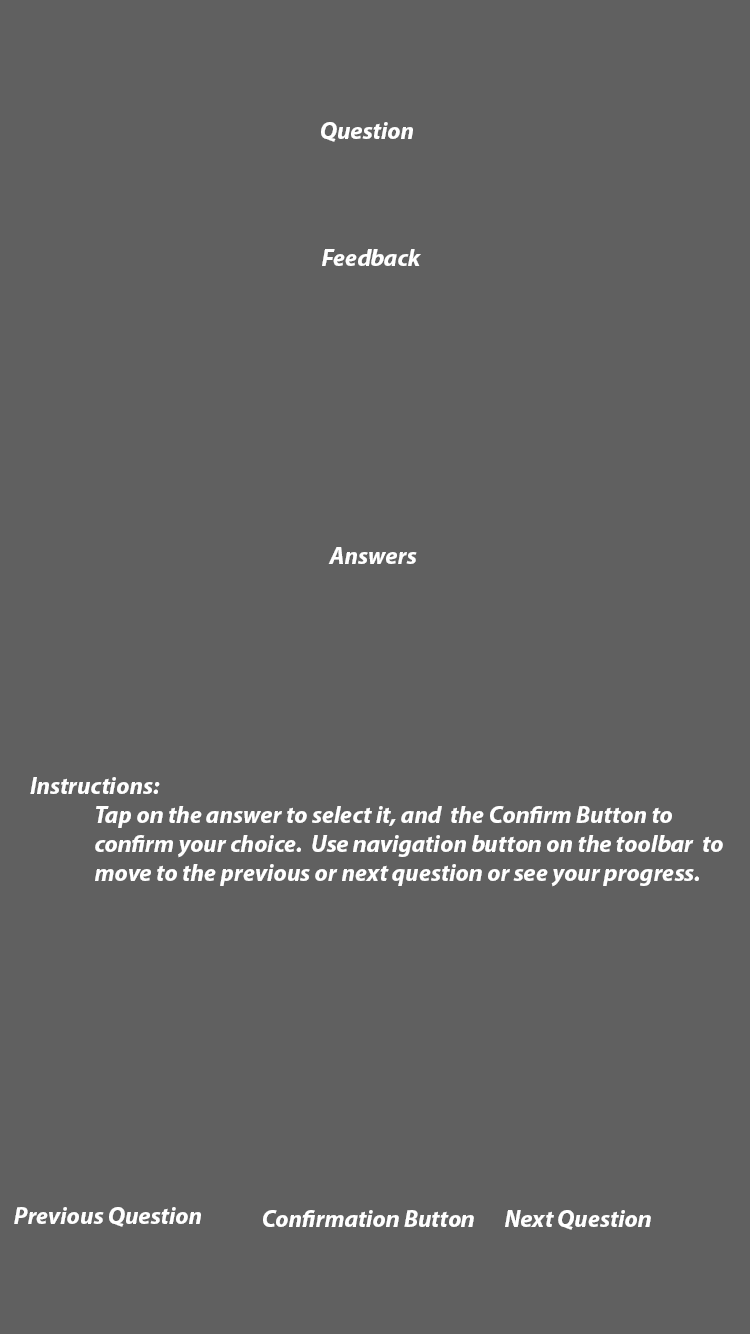 Question
Feedback
Answers
Instructions:
Tap on the answer to select it, and  the Confirm Button to
confirm your choice.  Use navigation button on the toolbar  to
move to the previous or next question or see your progress.
Previous Question
Confirmation Button
Next Question